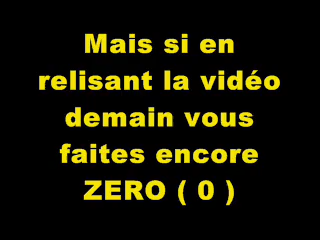 Mais si en
relisant la vidéo
demain vous
faites encore
ZERO ( 0 )